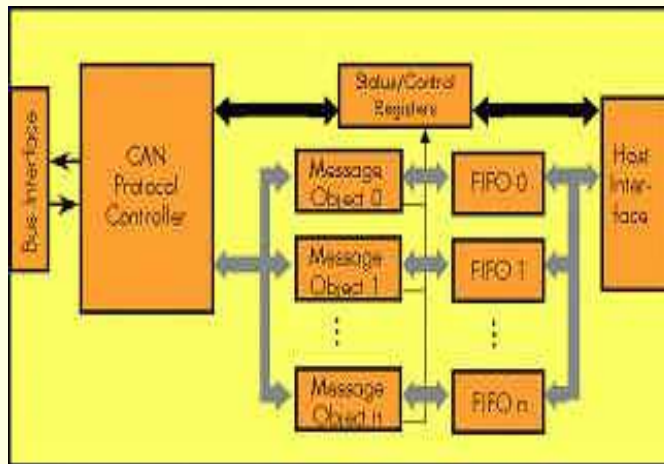 Bus-Interface
CAN
Protocol
Controller
Status/Control
Registers
Message
Object 0
FIFO 0
Message
Object 1
FIFO 1
Message
Object n
FIFO n
Host
Inter-
face